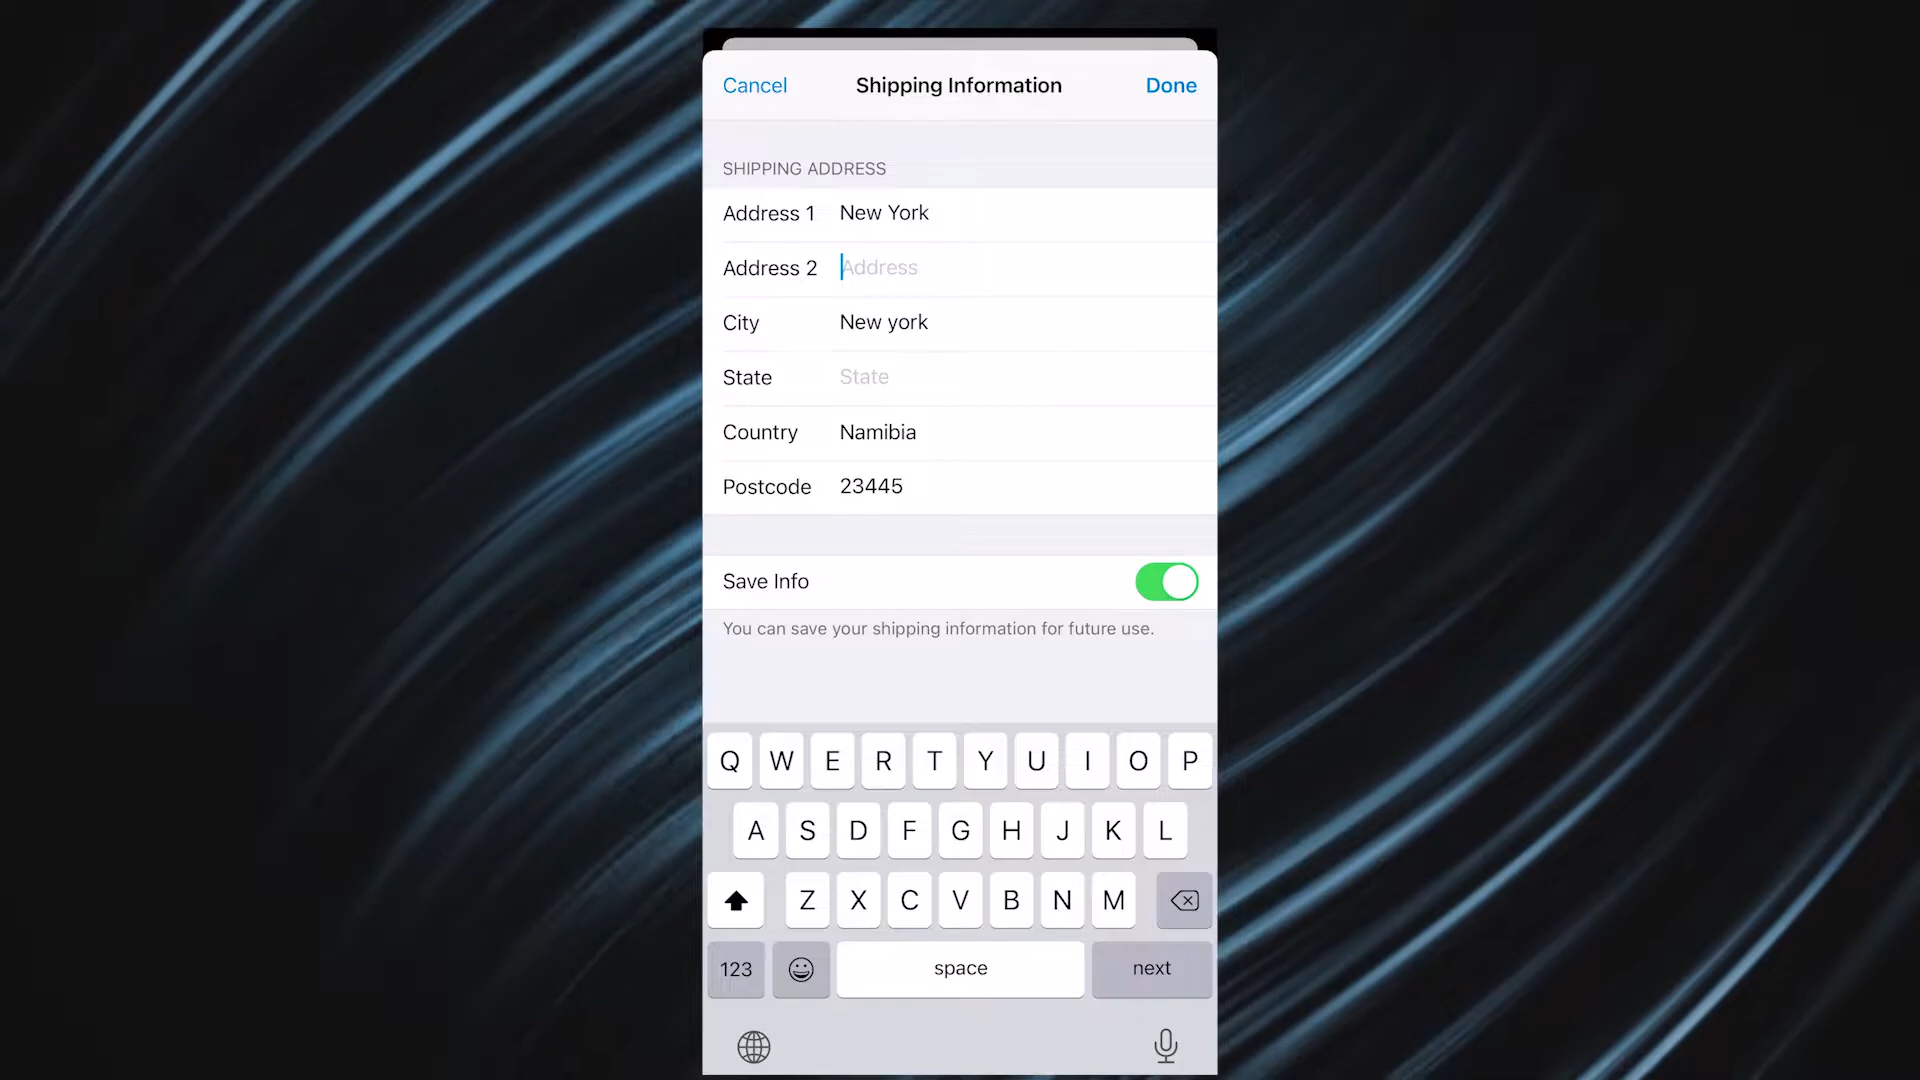 Cancel Shipping Information Done
SHIPPING ADDRESS
Address 1 New York
Address 2 Address
City New york
State State
Country Namibia
Postcode 23445
Save Info
You can save your shipping information for future use.
Q W E R T Y U I O P
A S D F G H J K L
Z X C V B N M
123 space next